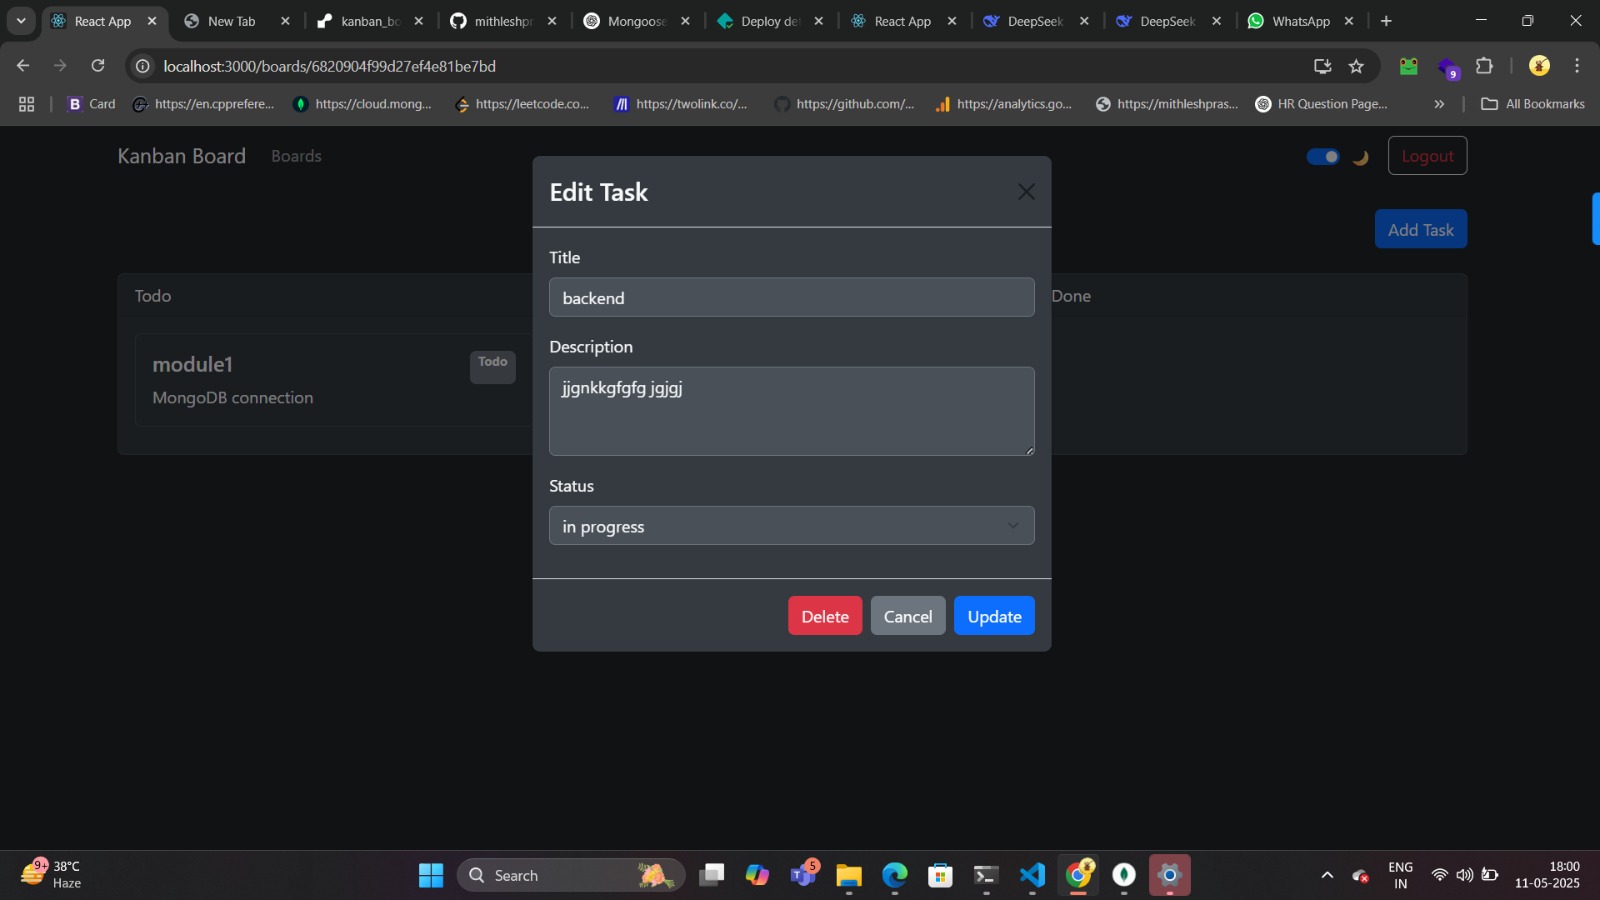 React App
New Tab
kanban_bo
mithleshpr
Mongoose
Deploy de
React App
DeepSeek
DeepSeek
WhatsApp
localhost:3000/boards/6820904f99d27ef4e81be7bd
9
Card
https://en.cpprefere...
https://cloud.mong...
https://leetcode.co...
https://twolink.co/...
https://github.com/...
https://analytics.go...
https://mithleshpras...
HR Question Page...
All Bookmarks
Kanban Board
Boards
Logout
Add Task
Todo
module1
Todo
MongoDB connection
Done
Edit Task
Title
backend
Description
jjgnkkgfgfg jgjgj
Status
in progress
Delete
Cancel
Update
9+
38°C
Haze
Search
5
ENG
IN
18:00
11-05-2025